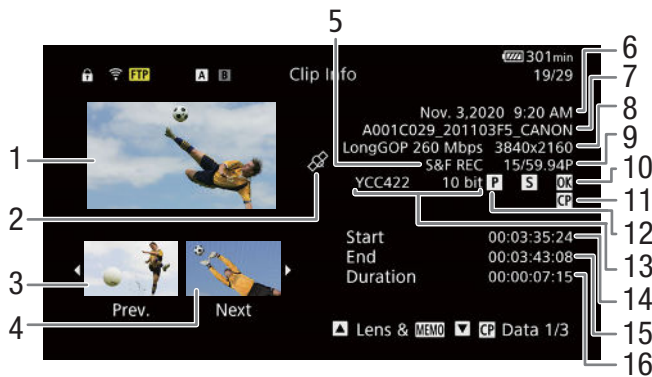 5
301min
FTP A B Clip Info 19/29
6
7
Nov. 3,2020 9:20 AM
8
A001C029_201103F5_CANON
9
LongGOP 260 Mbps 3840x2160
1
S&F REC 15/59.94P
10
YCC422 10 bit P S OK
11
CP
2
12
Start 00:03:35:24
13
End 00:03:43:08
3
Duration 00:00:07:15
14
4
Prev. Next
15
Lens & MEMO CP Data 1/3
16